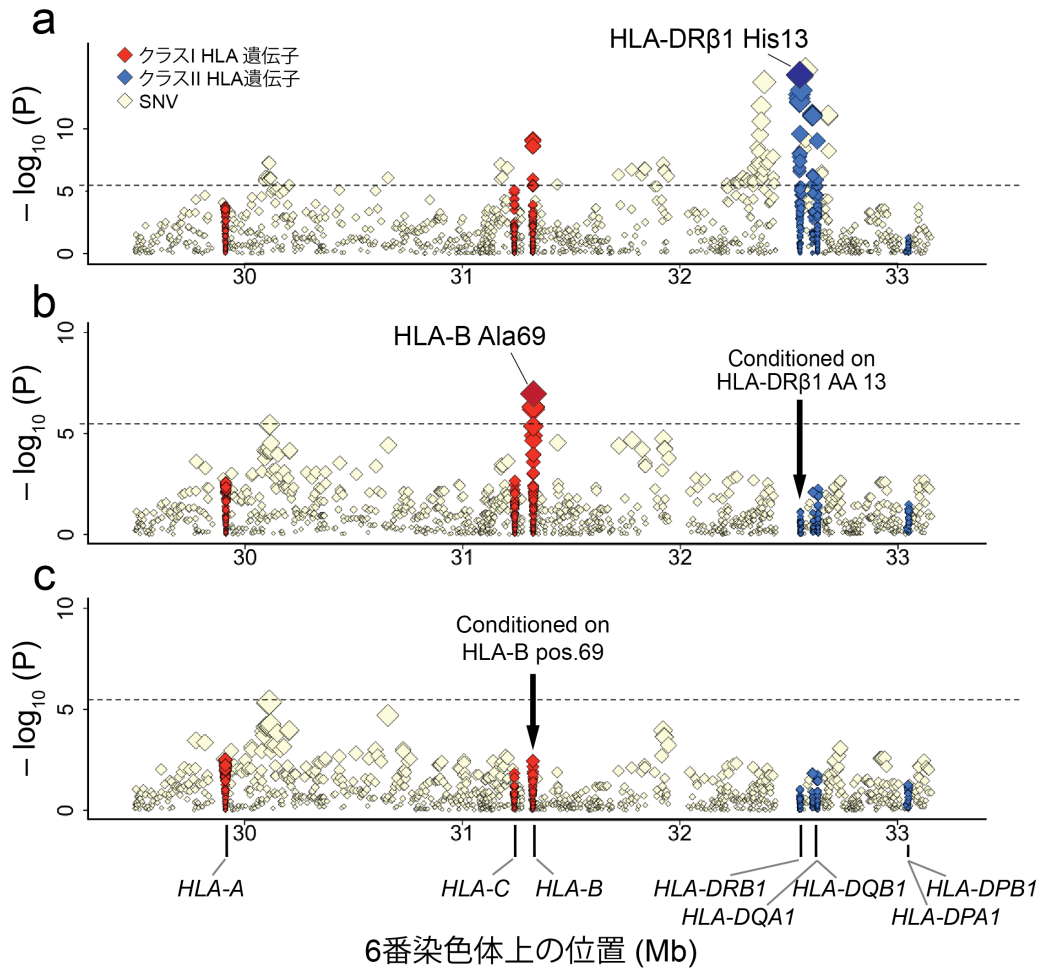 a
HLA-DRβ1 His13
クラスI HLA 遺伝子
クラスII HLA遺伝子
SNV
– log10 (P)
10
5
0
30
31
32
33
b
HLA-B Ala69
Conditioned on
HLA-DRβ1 AA 13
– log10 (P)
10
5
0
30
31
32
33
c
Conditioned on
HLA-B pos.69
– log10 (P)
10
5
0
30
31
32
33
HLA-A
HLA-C
HLA-B
HLA-DRB1
HLA-DQB1
HLA-DPB1
HLA-DQA1
HLA-DPA1
6番染色体上の位置 (Mb)